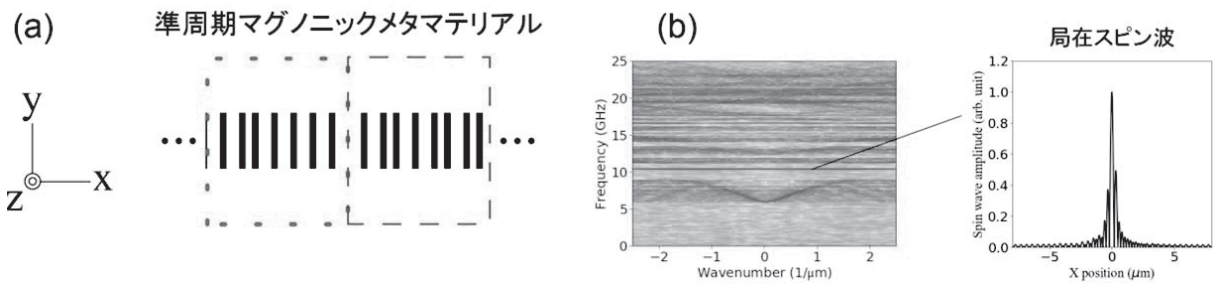 (a)
準周期マグノニックメタマテリアル
y
z
x
•••
•••
(b)
Frequency (GHz)
25
20
15
10
5
0
−2
−1
0
1
2
Wavenumber (1/μm)
局在スピン波
Spin wave amplitude (arb. unit)
1.2
1.0
0.8
0.6
0.4
0.2
0.0
−5
0
5
X position (μm)